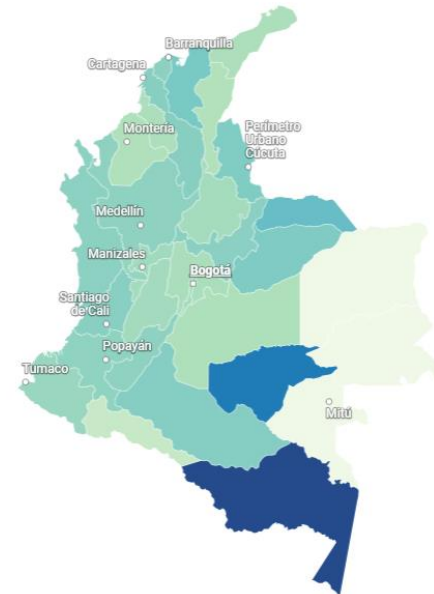 Barranquilla
Cartagena
Montería
Perímetro
Urbano
Cúcuta
Medellín
Manizales
Bogotá
Santiago
de Cali
Popayán
Tumaco
Mitú